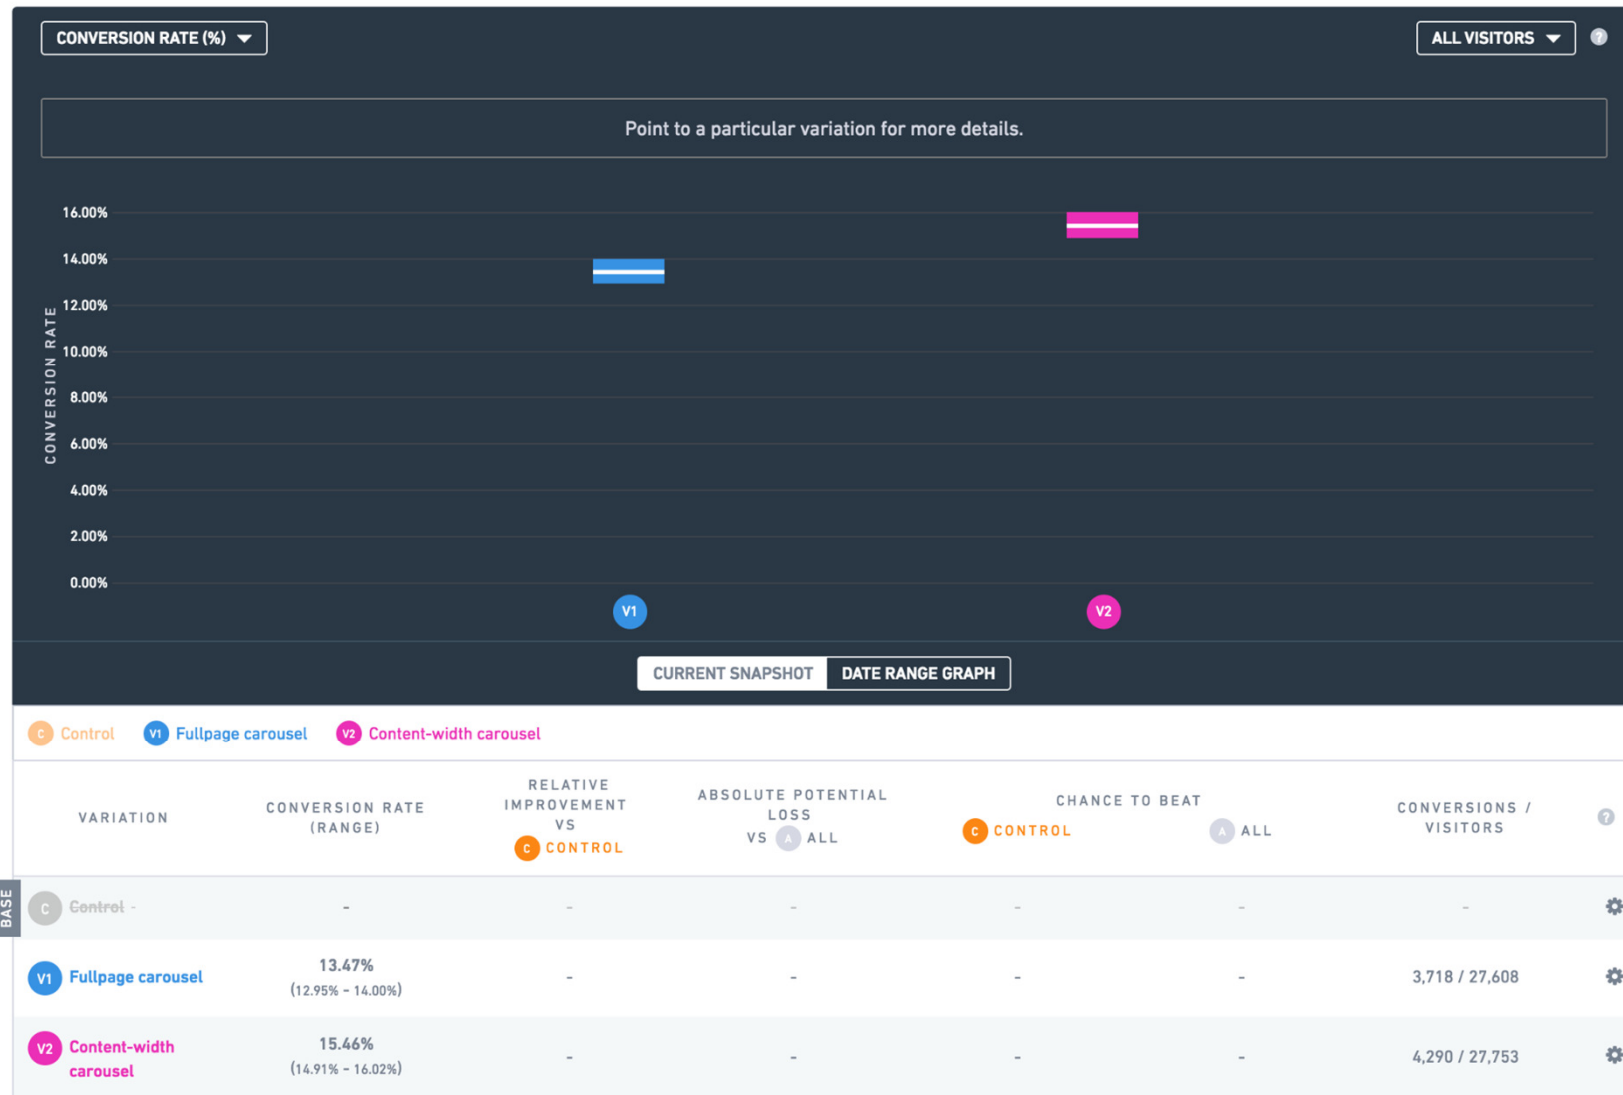 CONVERSION RATE (%)
ALL VISITORS
?
Point to a particular variation for more details.
16.00%
14.00%
12.00%
10.00%
8.00%
6.00%
4.00%
2.00%
0.00%
CONVERSION RATE
V1
V2
CURRENT SNAPSHOT
DATE RANGE GRAPH
C Control
V1 Fullpage carousel
V2 Content-width carousel
VARIATION
CONVERSION RATE
(RANGE)
RELATIVE
IMPROVEMENT
VS
C CONTROL
ABSOLUTE POTENTIAL
LOSS
VS A ALL
CHANCE TO BEAT
C CONTROL
A ALL
CONVERSIONS /
VISITORS
?
BASE
C Control - - - - - - -
V1 Fullpage carousel
13.47%
(12.95% - 14.00%)
- - - -
3,718 / 27,608
V2 Content-width
carousel
15.46%
(14.91% - 16.02%)
- - - -
4,290 / 27,753